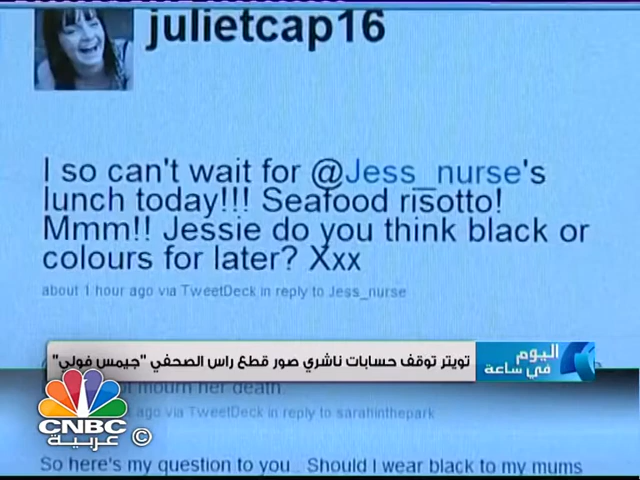 julietcap16
I so can't wait for @Jess_nurse's
lunch today!!! Seafood risotto!
Mmm!! Jessie do you think black or
colours for later? Xxx
about 1 hour ago via TweetDeck in reply to Jess_nurse
تويتر توقف حسابات ناشري صور قطع راس الصحفي "جيمس فولي"
اليوم
في ساعة
mourn her death.
ago via TweetDeck in reply to sarahinthepark
CNBC
عربية ©
So here's my question to you. Should I wear black to my mums